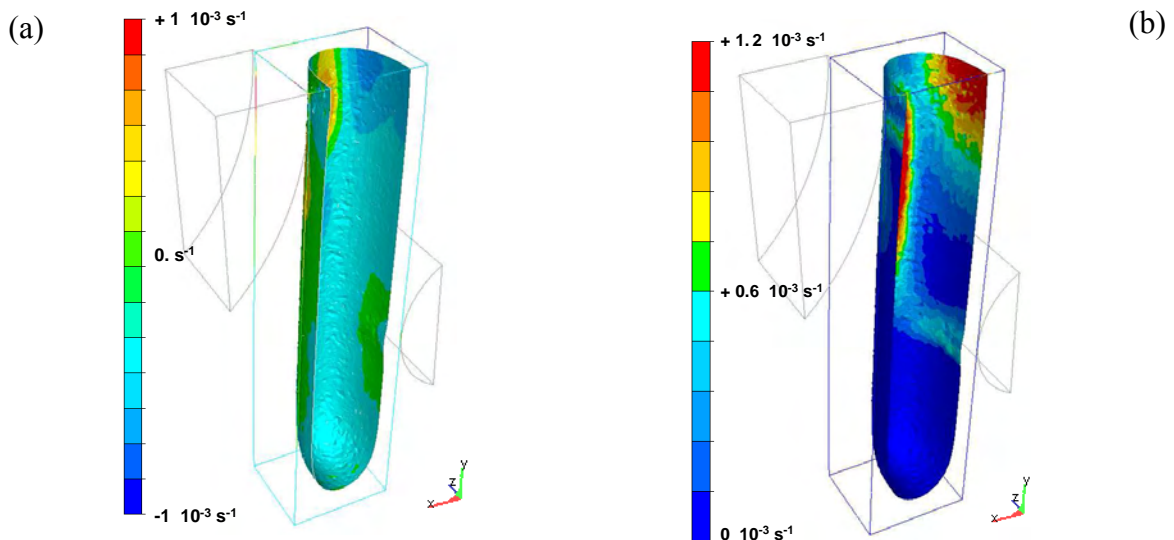 (a)
+ 1 10⁻³ s⁻¹
0. s⁻¹
-1 10⁻³ s⁻¹
y
z
x
(b)
+ 1.2 10⁻³ s⁻¹
+ 0.6 10⁻³ s⁻¹
0 10⁻³ s⁻¹
y
z
x